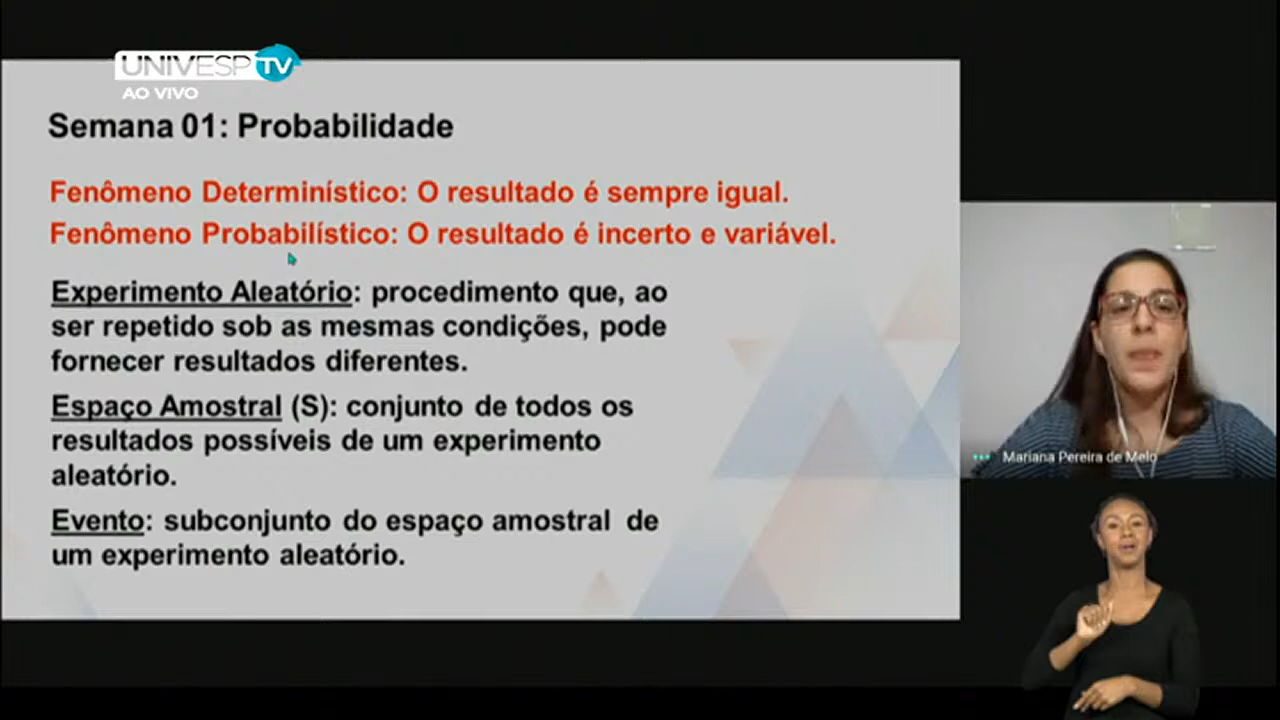 UNIVESP TV
AO VIVO
Semana 01: Probabilidade
Fenômeno Determinístico: O resultado é sempre igual.
Fenômeno Probabilístico: O resultado é incerto e variável.
Experimento Aleatório: procedimento que, ao
ser repetido sob as mesmas condições, pode
fornecer resultados diferentes.
Espaço Amostral (S): conjunto de todos os
resultados possíveis de um experimento
aleatório.
Evento: subconjunto do espaço amostral de
um experimento aleatório.
Mariana Pereira de Melo